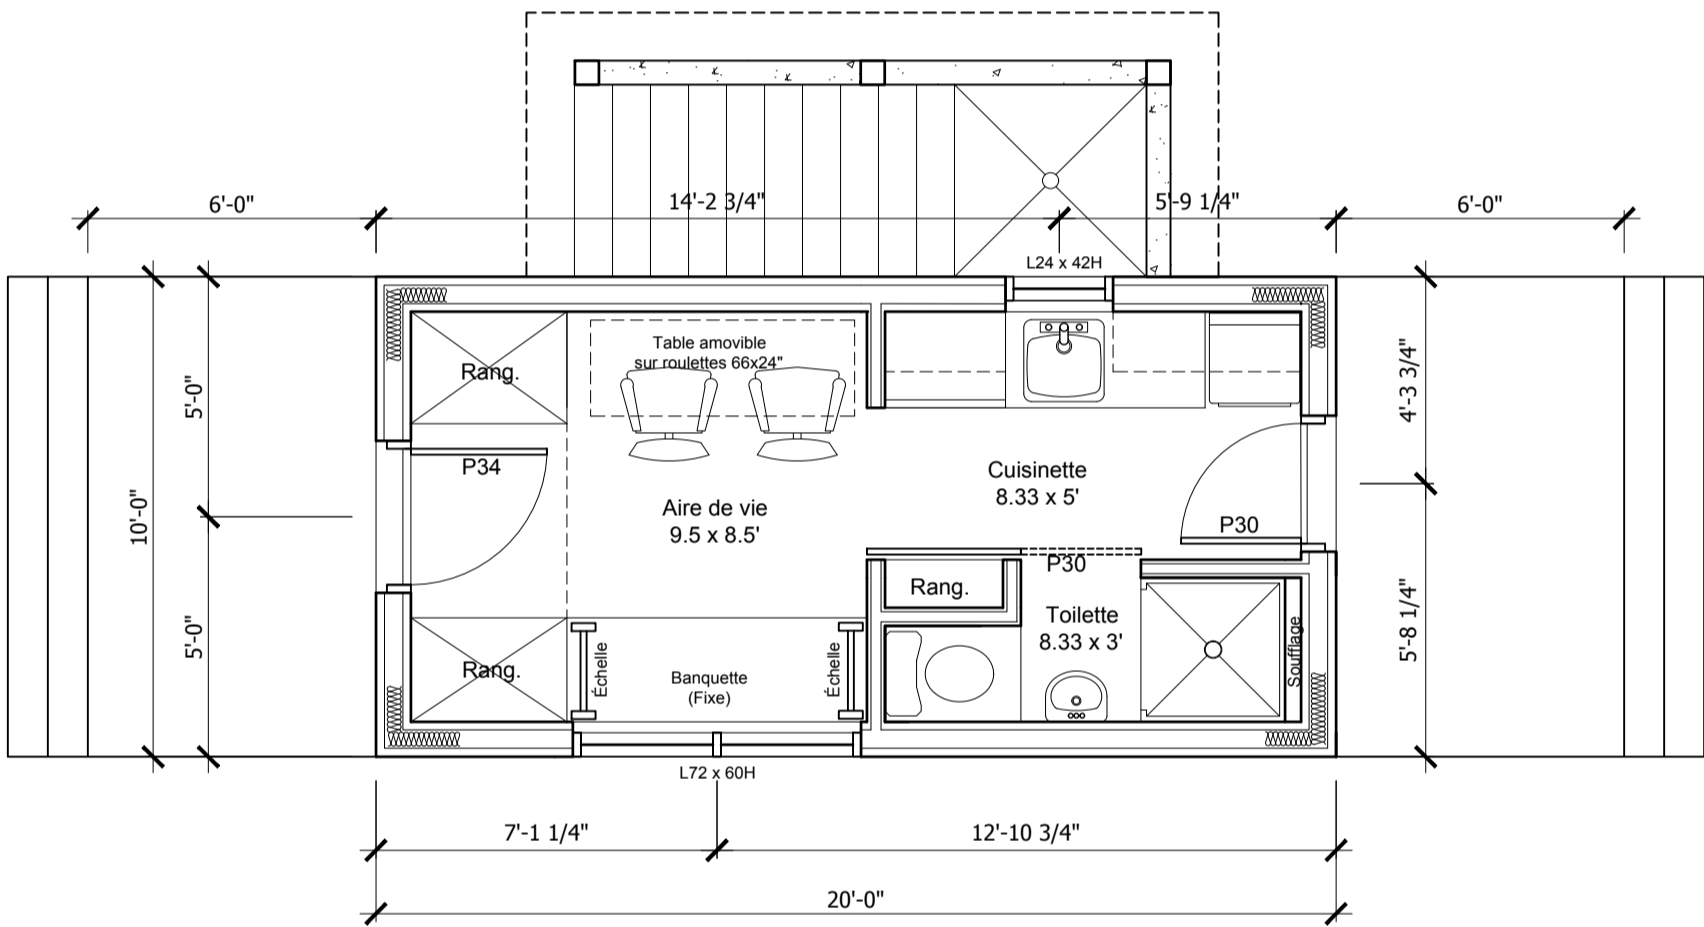 6'-0"
14'-2 3/4"
5'-9 1/4"
6'-0"
L24 x 42H
Table amovible
sur roulettes 66x24"
Rang.
5'-0"
4'-3 3/4"
P34
Cuisinette
8.33 x 5'
10'-0"
Aire de vie
9.5 x 8.5'
P30
P30
Rang.
Toilette
8.33 x 3'
5'-0"
5'-8 1/4"
Rang.
Échelle
Banquette
(Fixe)
Échelle
Soufflage
L72 x 60H
7'-1 1/4"
12'-10 3/4"
20'-0"